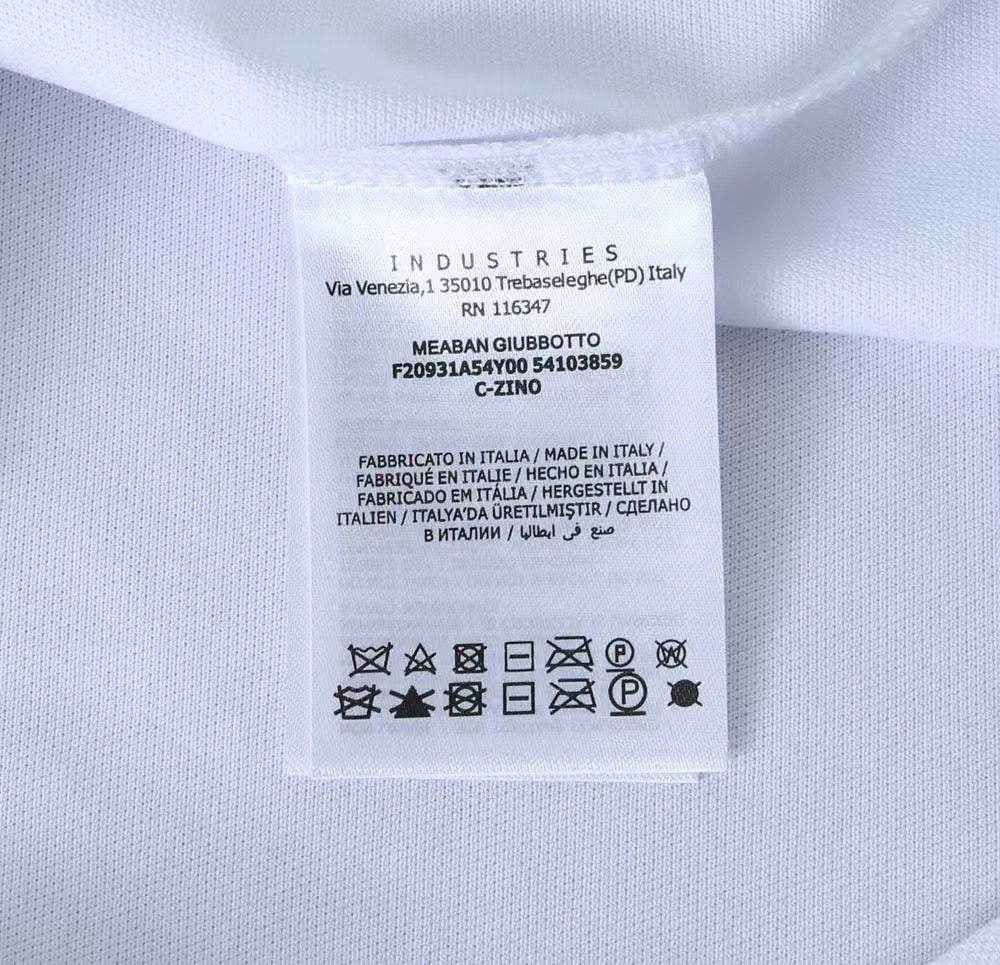 INDUSTRIES
Via Venezia,1 35010 Trebaseleghe(PD) Italy
RN 116347
MEABAN GIUBBOTTO
F20931A54Y00 54103859
C-ZINO
FABBRICATO IN ITALIA / MADE IN ITALY /
FABRIQUÉ EN ITALIE / HECHO EN ITALIA /
FABRICADO EM ITÁLIA / HERGESTELLT IN
ITALIEN / ITALYA'DA ÜRETILMIŞTIR / СДЕЛАНО
В ИТАЛИИ / صنع في ايطاليا
P W
P